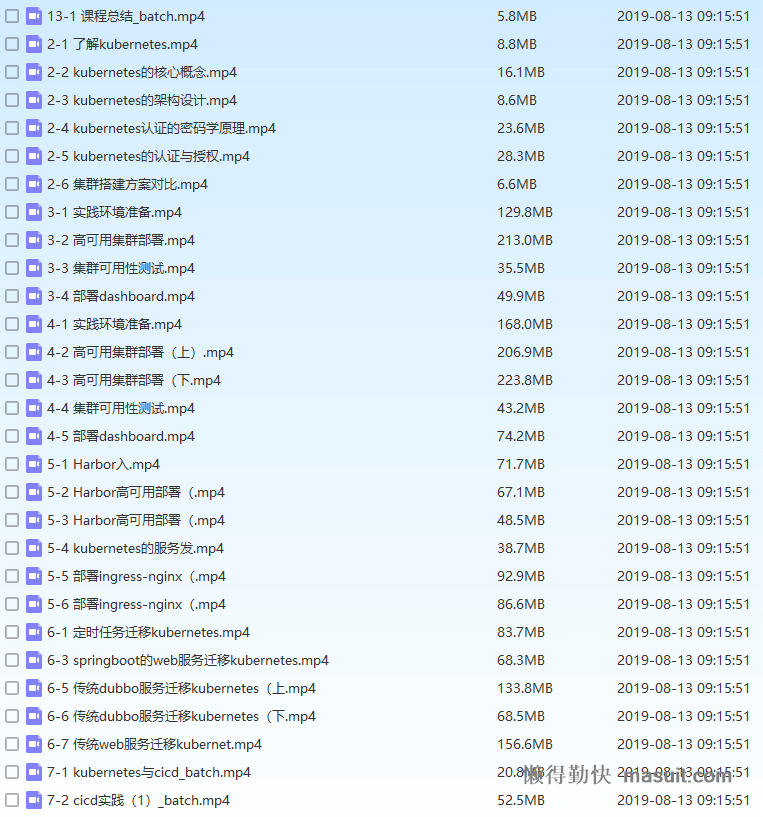 13-1 课程总结_batch.mp4 5.8MB 2019-08-13 09:15:51
2-1 了解kubernetes.mp4 8.8MB 2019-08-13 09:15:51
2-2 kubernetes的核心概念.mp4 16.1MB 2019-08-13 09:15:51
2-3 kubernetes的架构设计.mp4 8.6MB 2019-08-13 09:15:51
2-4 kubernetes认证的密码学原理.mp4 23.6MB 2019-08-13 09:15:51
2-5 kubernetes的认证与授权.mp4 28.3MB 2019-08-13 09:15:51
2-6 集群搭建方案对比.mp4 6.6MB 2019-08-13 09:15:51
3-1 实践环境准备.mp4 129.8MB 2019-08-13 09:15:51
3-2 高可用集群部署.mp4 213.0MB 2019-08-13 09:15:51
3-3 集群可用性测试.mp4 35.5MB 2019-08-13 09:15:51
3-4 部署dashboard.mp4 49.9MB 2019-08-13 09:15:51
4-1 实践环境准备.mp4 168.0MB 2019-08-13 09:15:51
4-2 高可用集群部署（上）.mp4 206.9MB 2019-08-13 09:15:51
4-3 高可用集群部署（下.mp4 223.8MB 2019-08-13 09:15:51
4-4 集群可用性测试.mp4 43.2MB 2019-08-13 09:15:51
4-5 部署dashboard.mp4 74.2MB 2019-08-13 09:15:51
5-1 Harbor入.mp4 71.7MB 2019-08-13 09:15:51
5-2 Harbor高可用部署（.mp4 67.1MB 2019-08-13 09:15:51
5-3 Harbor高可用部署（.mp4 48.5MB 2019-08-13 09:15:51
5-4 kubernetes的服务发.mp4 38.7MB 2019-08-13 09:15:51
5-5 部署ingress-nginx（.mp4 92.9MB 2019-08-13 09:15:51
5-6 部署ingress-nginx（.mp4 86.6MB 2019-08-13 09:15:51
6-1 定时任务迁移kubernetes.mp4 83.7MB 2019-08-13 09:15:51
6-3 springboot的web服务迁移kubernetes.mp4 68.3MB 2019-08-13 09:15:51
6-5 传统dubbo服务迁移kubernetes（上.mp4 133.8MB 2019-08-13 09:15:51
6-6 传统dubbo服务迁移kubernetes（下.mp4 68.5MB 2019-08-13 09:15:51
6-7 传统web服务迁移kubernet.mp4 156.6MB 2019-08-13 09:15:51
7-1 kubernetes与cicd_batch.mp4 20.8MB 2019-08-13 09:15:51
懒得勤快 masuit.com
7-2 cicd实践（1）_batch.mp4 52.5MB 2019-08-13 09:15:51